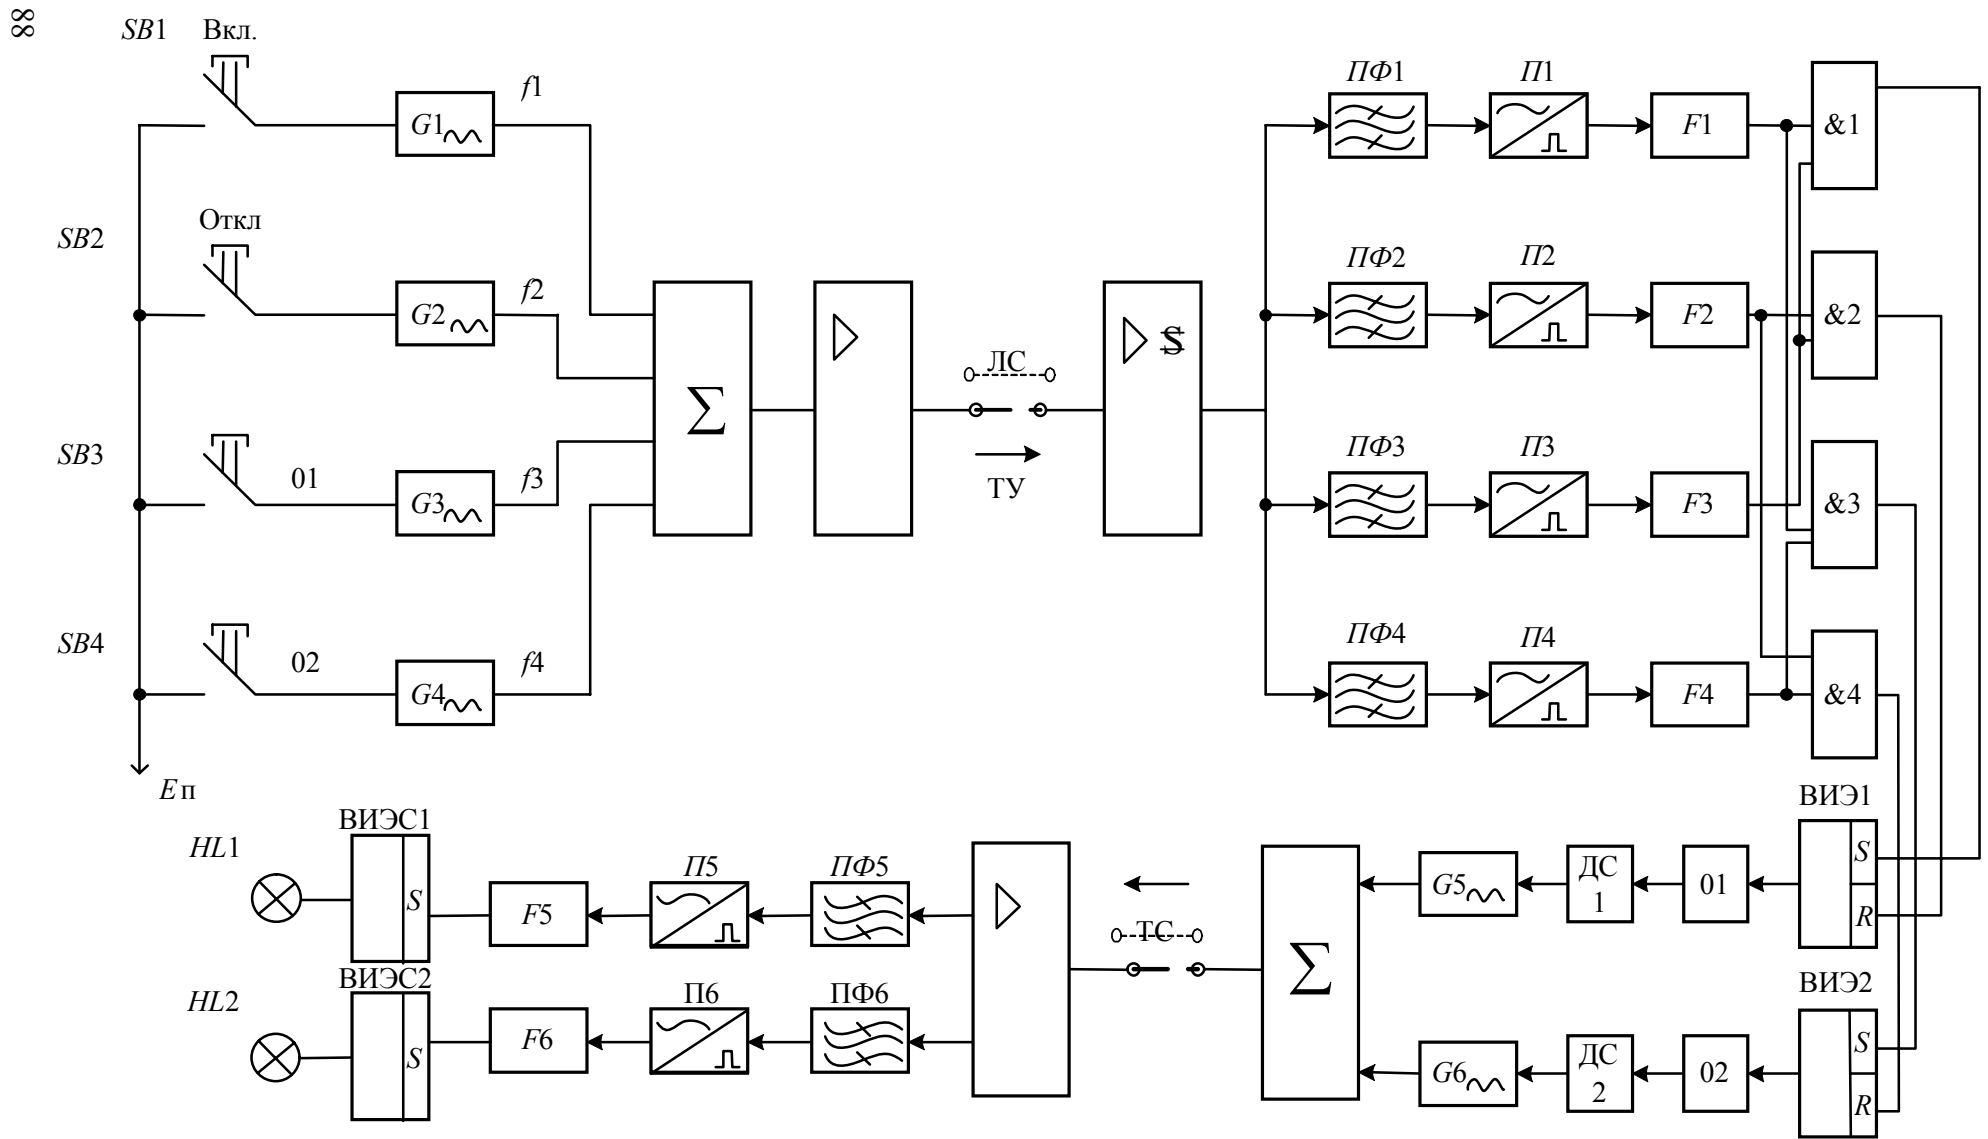 88
SB1 Вкл.
f1
G1
ПФ1 П1
F1 &1
SB2 Откл
f2
G2
ПФ2 П2
F2 &2
Σ
ЛС
S
SB3
01
f3
G3
ТУ
ПФ3 П3
F3 &3
SB4
02
f4
G4
ПФ4 П4
F4 &4
Eп
HL1 ВИЭС1
S
F5
П5 ПФ5
ТС
Σ
G5
ДС
1
01
ВИЭ1
S
R
HL2 ВИЭС2
S
F6
П6 ПФ6
G6
ДС
2
02
ВИЭ2
S
R